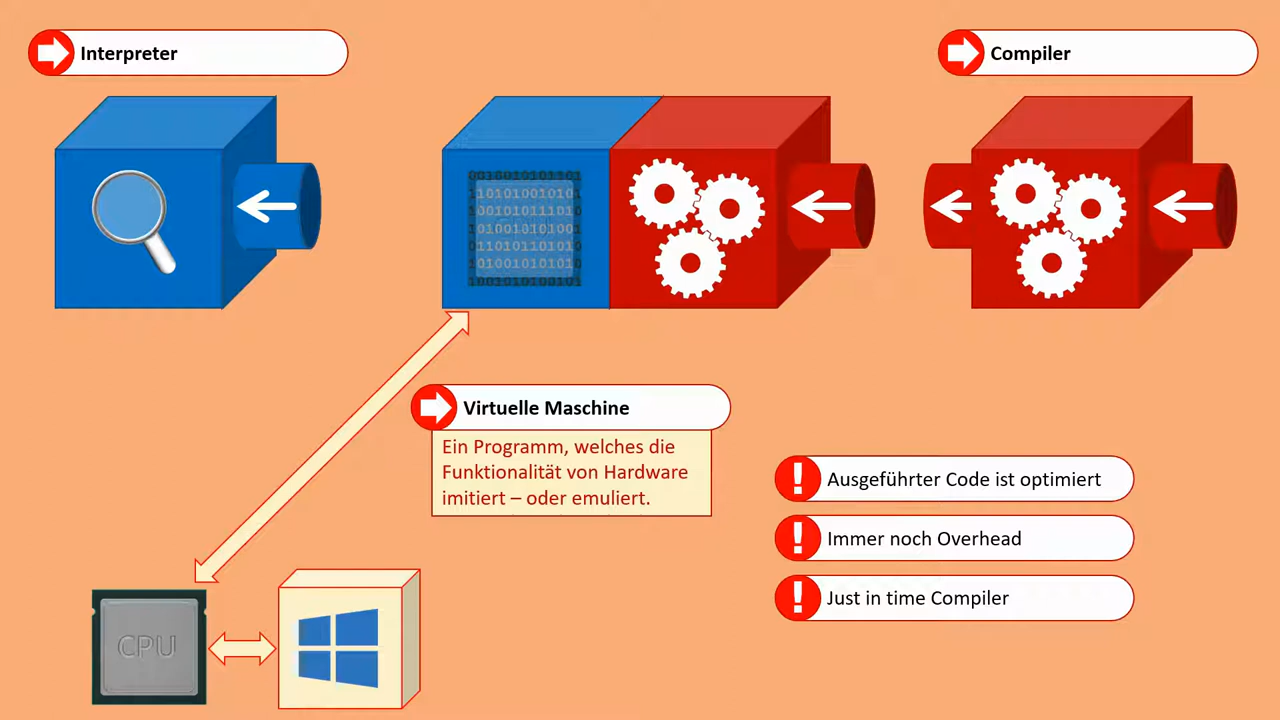 Interpreter
Compiler
Virtuelle Maschine
Ein Programm, welches die
Funktionalität von Hardware
imitiert – oder emuliert.
Ausgeführter Code ist optimiert
Immer noch Overhead
Just in time Compiler
CPU